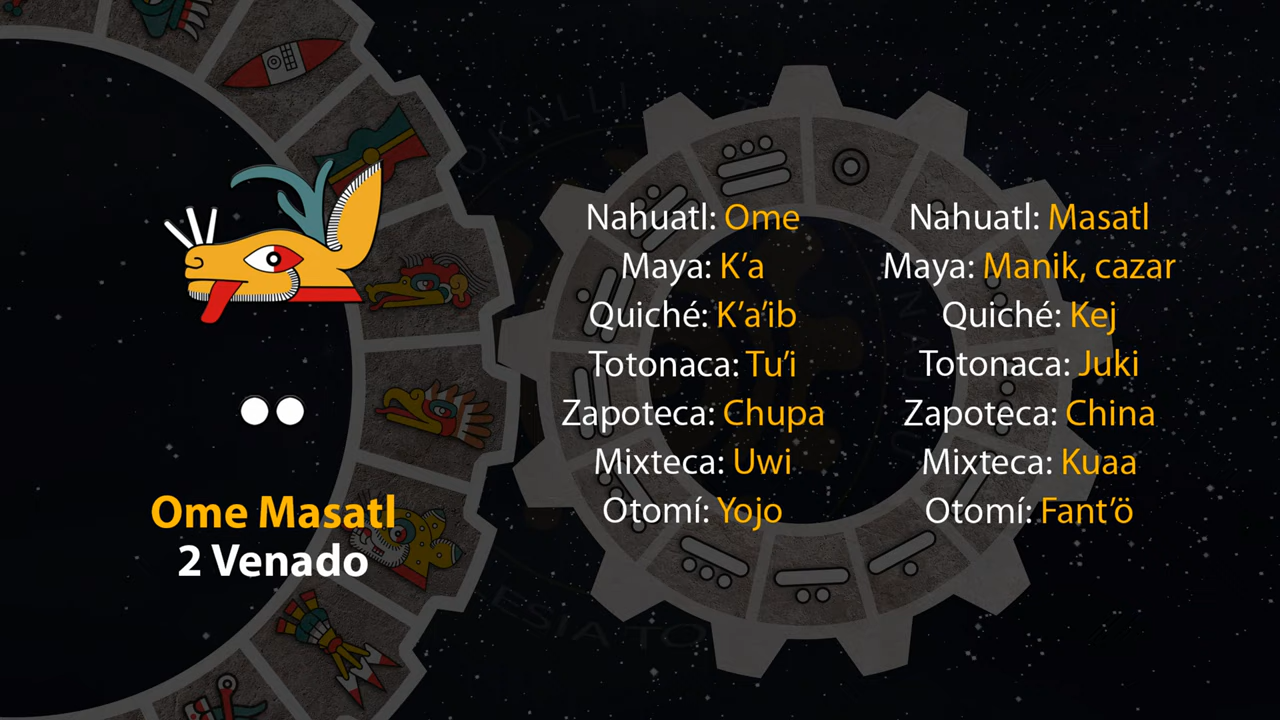 Ome Masatl
2 Venado
Nahuatl: Ome
Maya: K’a
Quiché: K’a’ib
Totonaca: Tu’i
Zapoteca: Chupa
Mixteca: Uwi
Otomí: Yojo
Nahuatl: Masatl
Maya: Manik, cazar
Quiché: Kej
Totonaca: Juki
Zapoteca: China
Mixteca: Kuaa
Otomí: Fant’ö